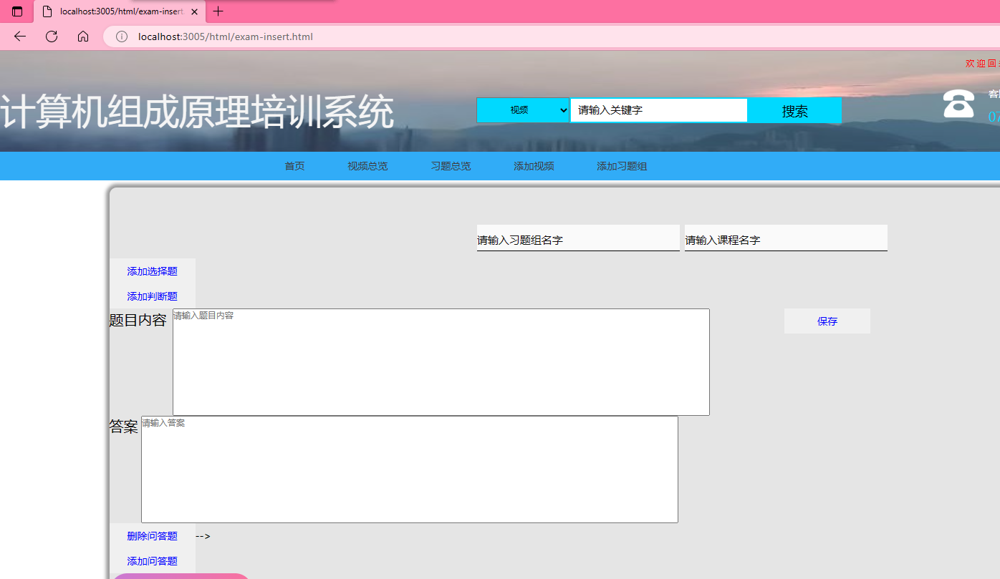 localhost:3005/html/exam-insert.
localhost:3005/html/exam-insert.html
欢迎回
计算机组成原理培训系统
视频
请输入关键字
搜索
客
07
首页 视频总览 习题总览 添加视频 添加习题组
请输入习题组名字 请输入课程名字
添加选择题
添加判断题
题目内容 请输入题目内容 保存
答案 请输入答案
删除问答题 -->
添加问答题